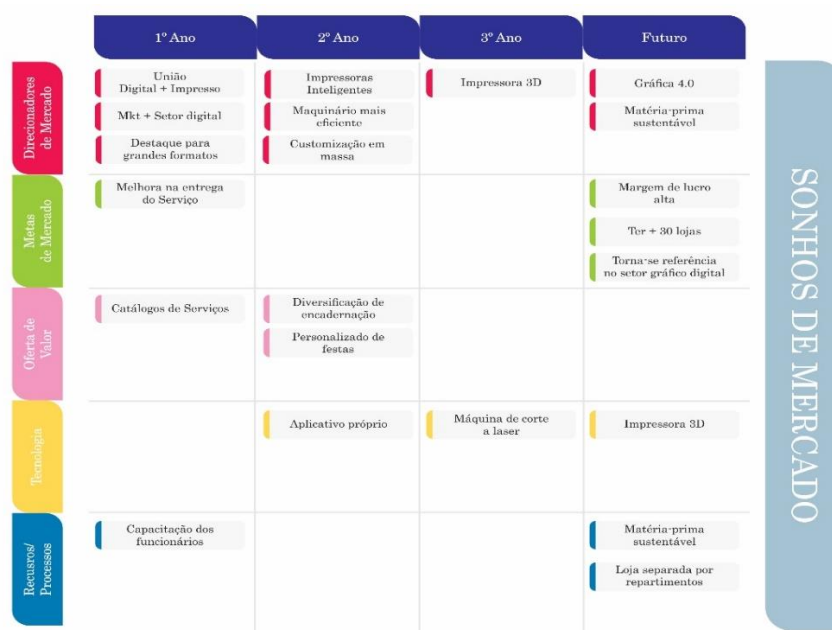 1º Ano
2º Ano
3º Ano
Futuro
Direcionadores
de Mercado
União
Digital + Impresso
Mkt + Setor digital
Destaque para
grandes formatos
Impressoras
Inteligentes
Maquinário mais
eficiente
Customização em
massa
Impressora 3D
Gráfica 4.0
Matéria-prima
sustentável
Metas
de Mercado
Melhora na entrega
do Serviço
Margem de lucro
alta
Ter + 30 lojas
Torna-se referência
no setor gráfico digital
Oferta de
Valor
Catálogos de Serviços
Diversificação de
encadernação
Personalizado de
festas
Tecnologia
Aplicativo próprio
Máquina de corte
a laser
Impressora 3D
Recusros/
Processos
Capacitação dos
funcionários
Matéria-prima
sustentável
Loja separada por
repartimentos
SONHOS DE MERCADO